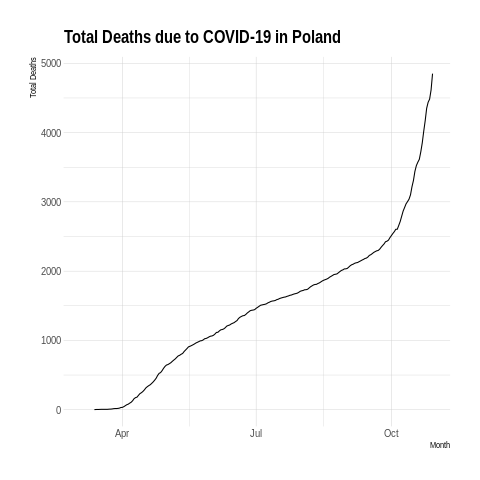 Total Deaths due to COVID-19 in Poland
Total Deaths
5000
4000
3000
2000
1000
0
Apr
Jul
Oct
Month